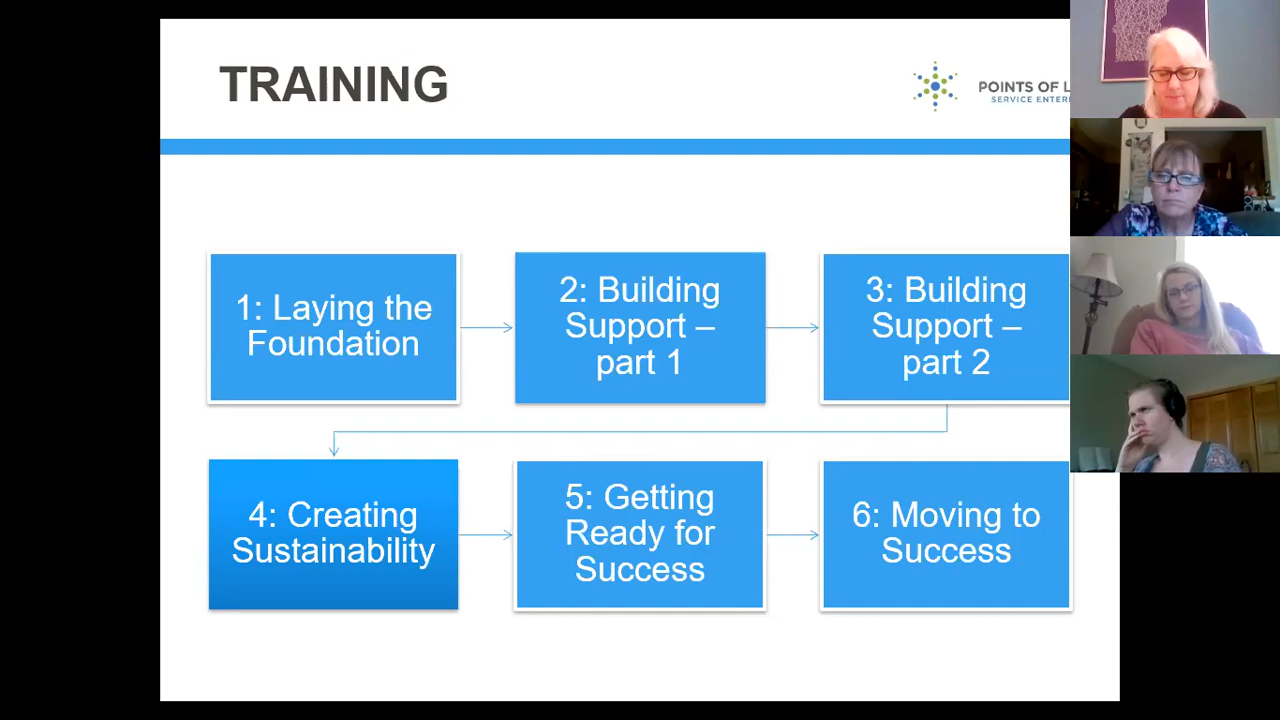 TRAINING
POINTS OF L
SERVICE ENTER
1: Laying the
Foundation
2: Building
Support –
part 1
3: Building
Support –
part 2
4: Creating
Sustainability
5: Getting
Ready for
Success
6: Moving to
Success